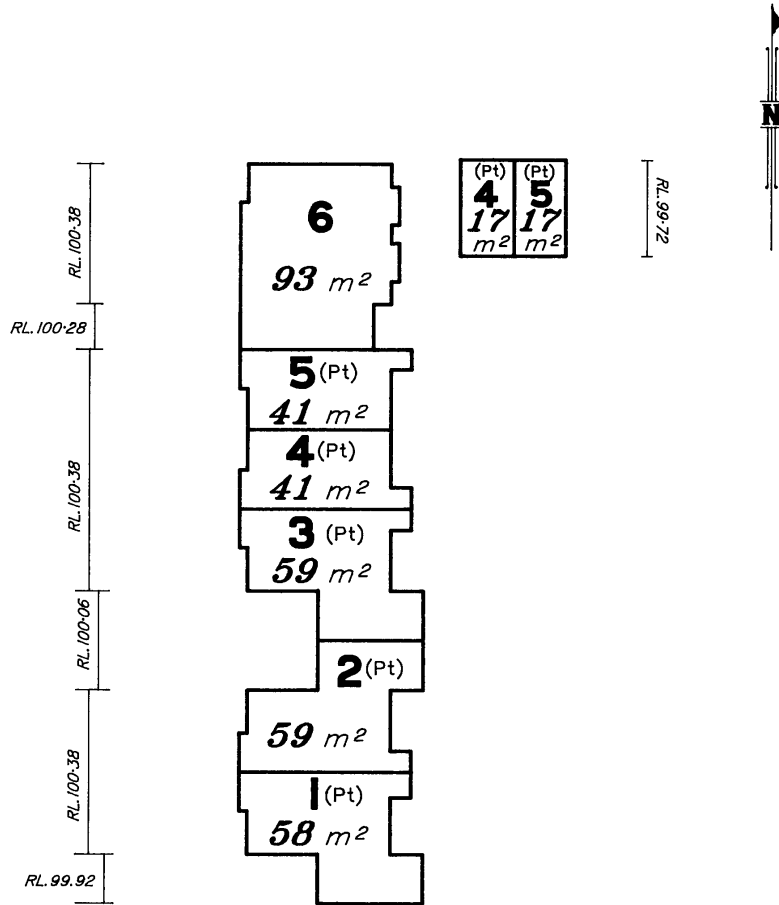 N
RL.100·38
6
93 m²
(Pt)
4
17
m²
(Pt)
5
17
m²
RL.99·72
RL.100·28
5 (Pt)
41 m²
4 (Pt)
41 m²
RL.100·38
3 (Pt)
59 m²
RL.100·06
2 (Pt)
59 m²
RL.100·38
1 (Pt)
58 m²
RL.99.92